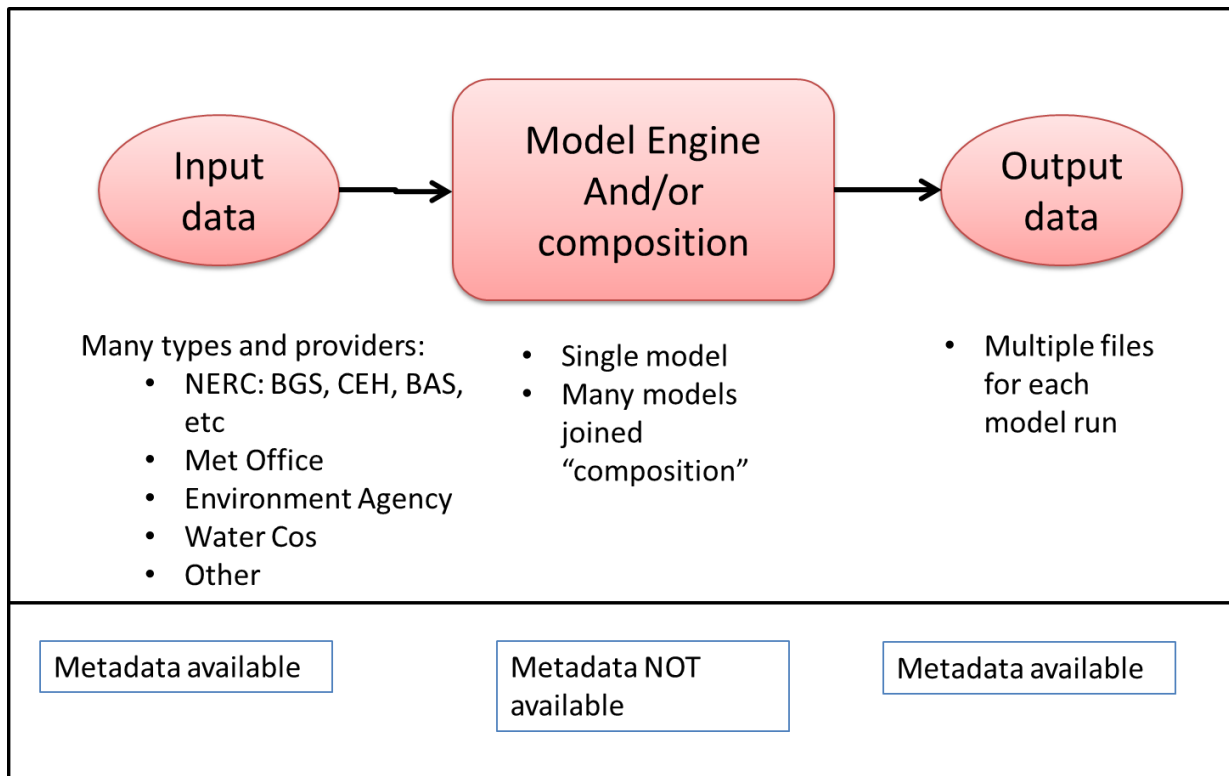 Input
data
Model Engine
And/or
composition
Output
data
Many types and providers:
• NERC: BGS, CEH, BAS,
etc
• Met Office
• Environment Agency
• Water Cos
• Other
• Single model
• Many models
joined
“composition”
• Multiple files
for each
model run
Metadata available
Metadata NOT
available
Metadata available